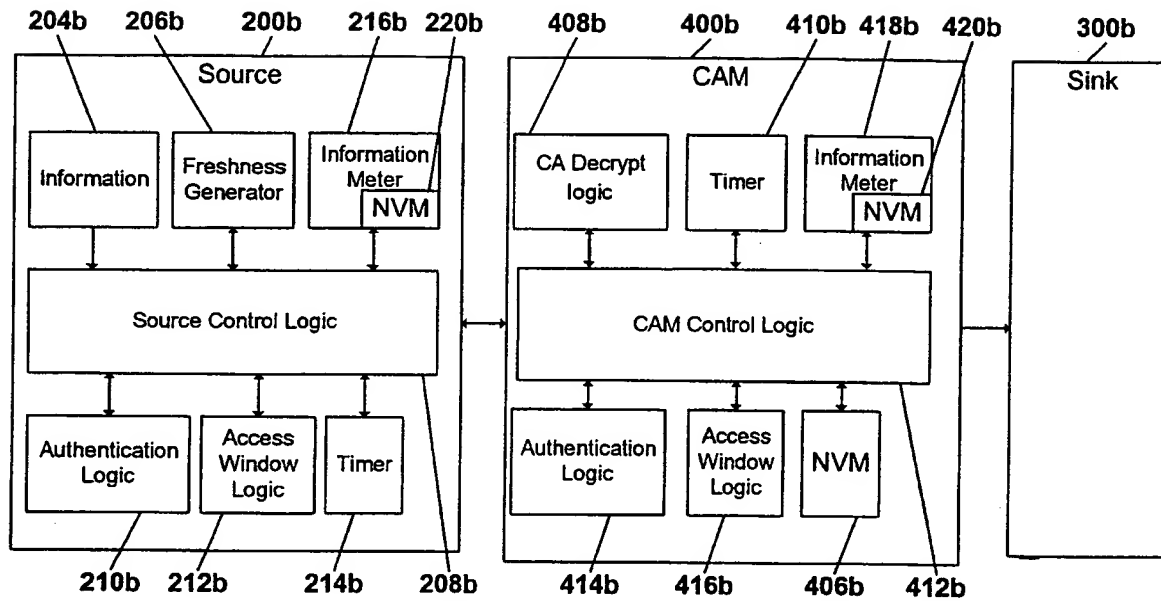 204b 206b 200b 216b 220b 408b 400b 410b 418b 420b 300b
Source
CAM
Sink
Information
Freshness
Generator
Information
Meter
NVM
CA Decrypt
logic
Timer
Information
Meter
NVM
Source Control Logic
CAM Control Logic
Authentication
Logic
Access
Window
Logic
Timer
Authentication
Logic
Access
Window
Logic
NVM
210b 212b 214b 208b 414b 416b 406b 412b